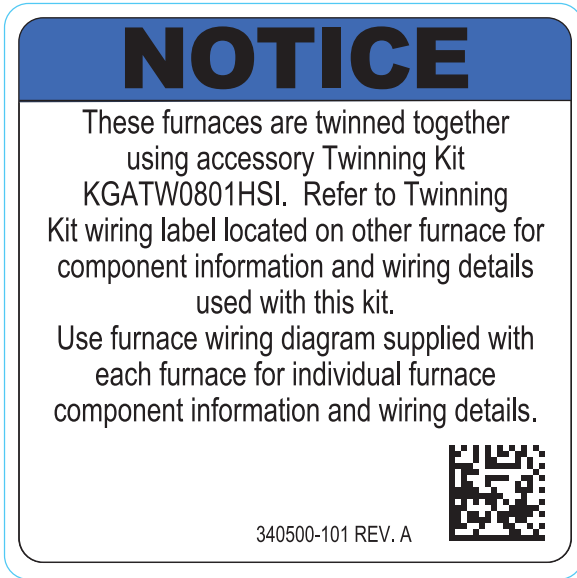 NOTICE
These furnaces are twinned together
using accessory Twinning Kit
KGATW0801HSI. Refer to Twinning
Kit wiring label located on other furnace for
component information and wiring details
used with this kit.
Use furnace wiring diagram supplied with
each furnace for individual furnace
component information and wiring details.
340500-101 REV. A